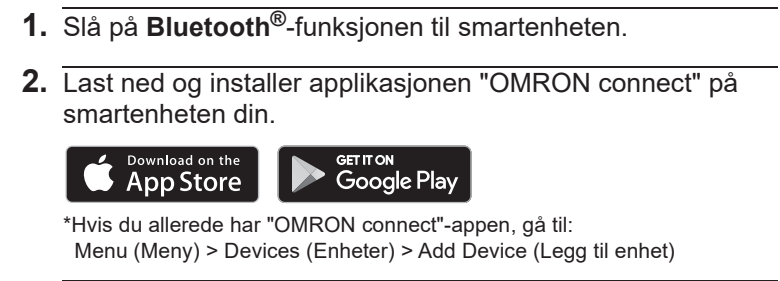 1. Slå på Bluetooth®-funksjonen til smartenheten.
2. Last ned og installer applikasjonen "OMRON connect" på
smartenheten din.
Download on the
App Store
GET IT ON
Google Play
*Hvis du allerede har "OMRON connect"-appen, gå til:
Menu (Meny) > Devices (Enheter) > Add Device (Legg til enhet)